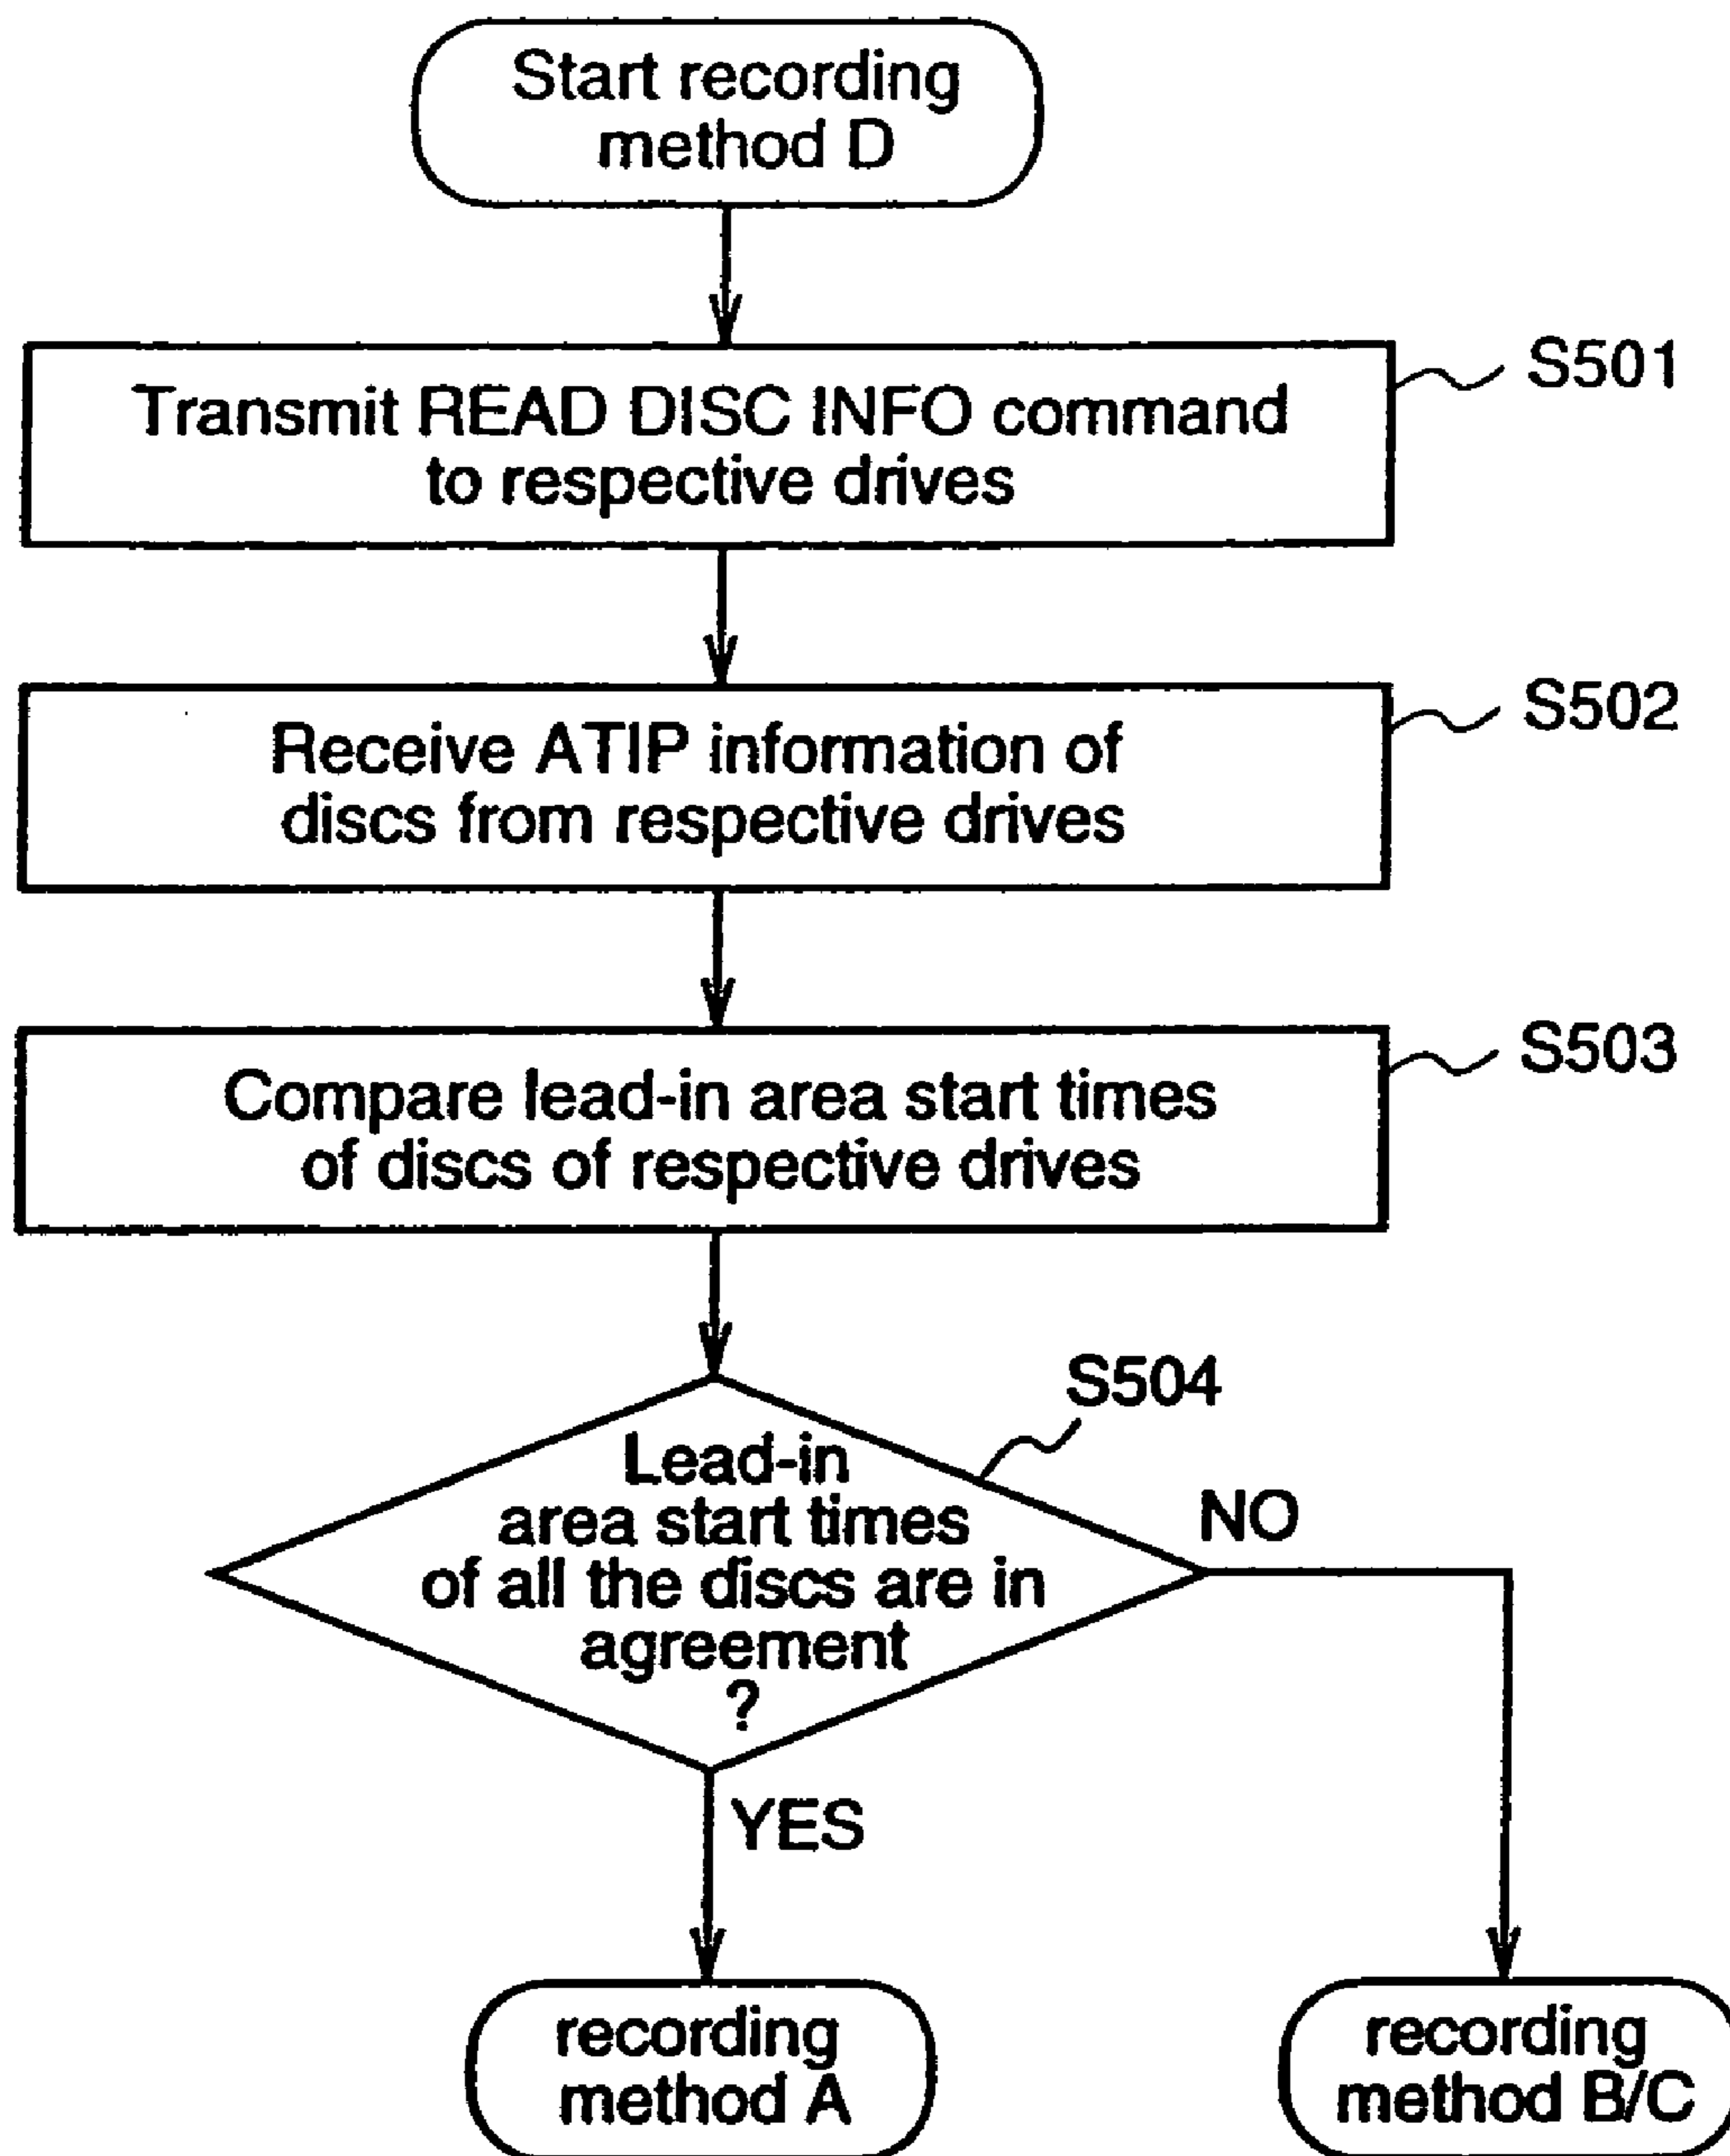 Start recording
method D
S501
Transmit READ DISC INFO command
to respective drives
S502
Receive ATIP information of
discs from respective drives
S503
Compare lead-in area start times
of discs of respective drives
S504
Lead-in
area start times
of all the discs are in
agreement
?
NO
YES
recording
method A
recording
method B/C